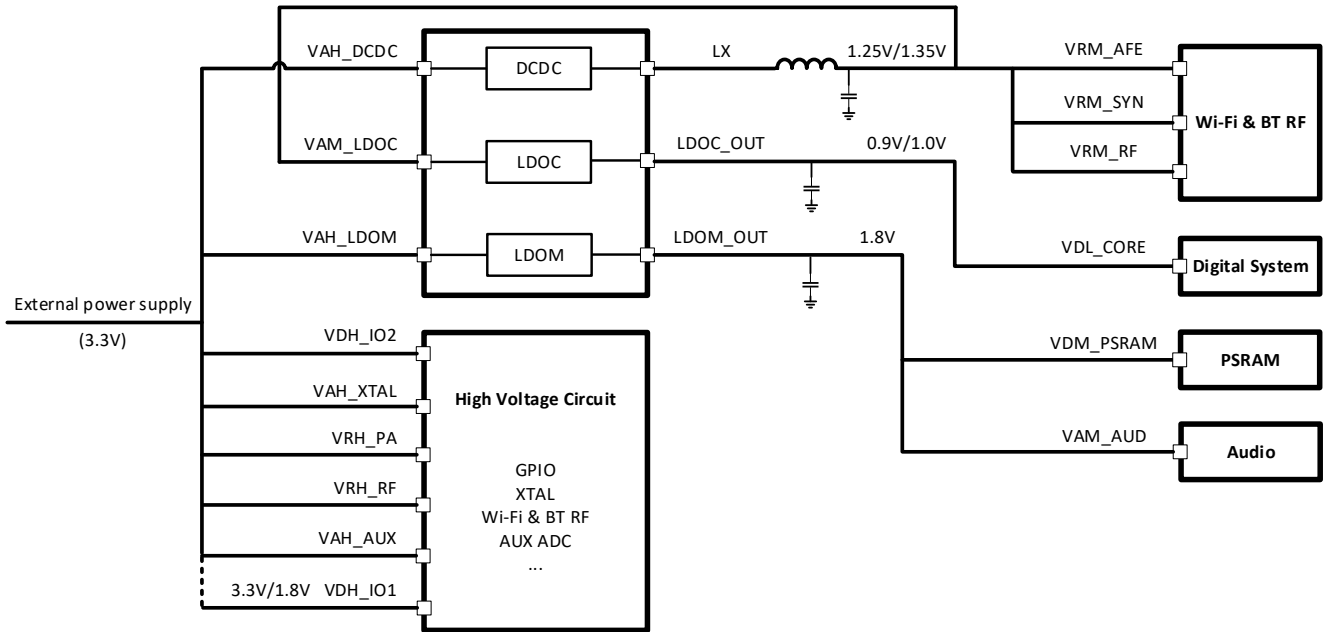 VAH_DCDC
DCDC
LX
1.25V/1.35V
VRM_AFE
VRM_SYN
Wi-Fi & BT RF
VRM_RF
VAM_LDOC
LDOC
LDOC_OUT
0.9V/1.0V
VAH_LDOM
LDOM
LDOM_OUT
1.8V
VDL_CORE
Digital System
External power supply
(3.3V)
VDH_IO2
VAH_XTAL
VRH_PA
VRH_RF
VAH_AUX
3.3V/1.8V VDH_IO1
High Voltage Circuit
GPIO
XTAL
Wi-Fi & BT RF
AUX ADC
...
VDM_PSRAM
PSRAM
VAM_AUD
Audio